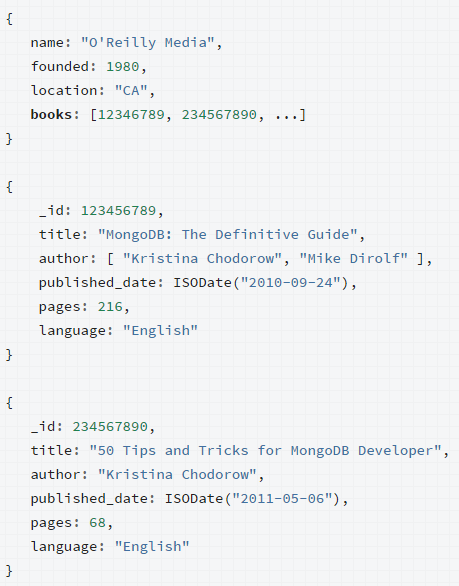 {
name: "O'Reilly Media",
founded: 1980,
location: "CA",
books: [12346789, 234567890, ...]
}
{
_id: 123456789,
title: "MongoDB: The Definitive Guide",
author: [ "Kristina Chodorow", "Mike Dirolf" ],
published_date: ISODate("2010-09-24"),
pages: 216,
language: "English"
}
{
_id: 234567890,
title: "50 Tips and Tricks for MongoDB Developer",
author: "Kristina Chodorow",
published_date: ISODate("2011-05-06"),
pages: 68,
language: "English"
}